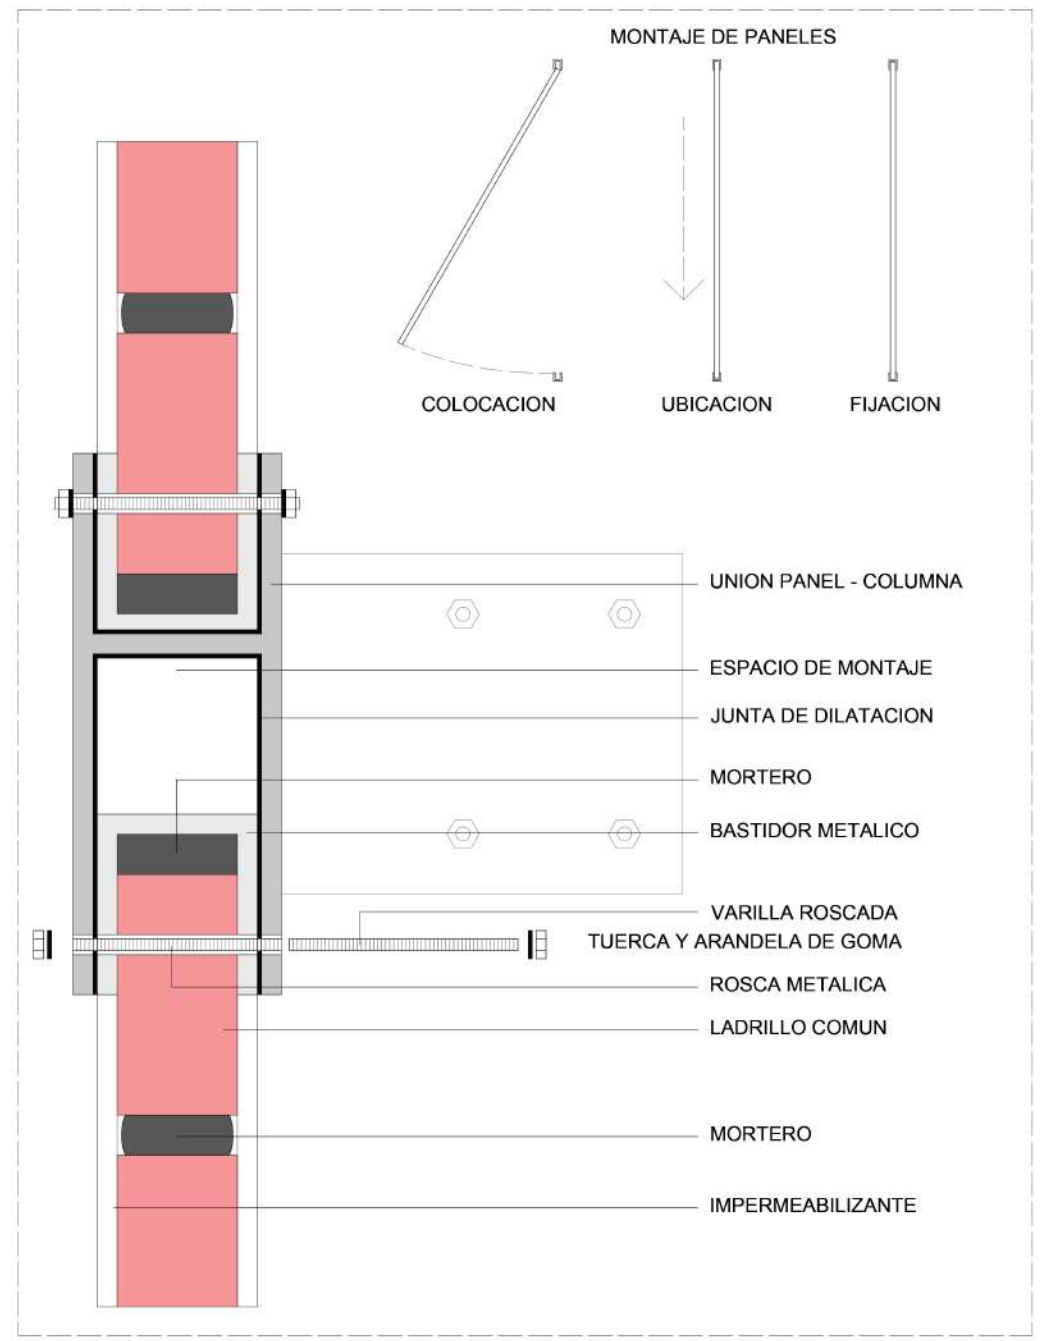 MONTAJE DE PANELES
COLOCACION
UBICACION
FIJACION
UNION PANEL - COLUMNA
ESPACIO DE MONTAJE
JUNTA DE DILATACION
MORTERO
BASTIDOR METALICO
VARILLA ROSCADA
TUERCA Y ARANDELA DE GOMA
ROSCA METALICA
LADRILLO COMUN
MORTERO
IMPERMEABILIZANTE